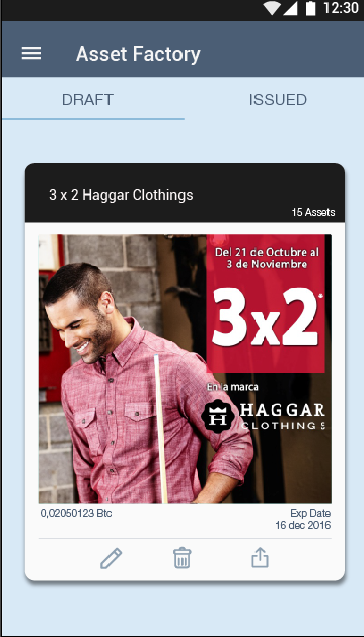 12:30
Asset Factory
DRAFT
ISSUED
3 x 2 Haggar Clothings
15 Assets
Del 21 de Octubre al
3 de Noviembre
3x2*
En la marca
H
HAGGAR
CLOTHINGS
0,02050123 Btc
Exp Date
16 dec 2016